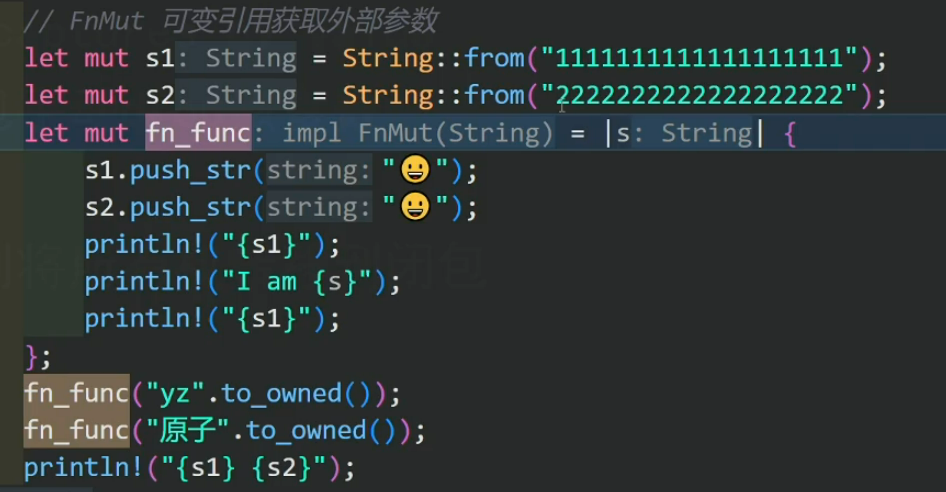 // FnMut 可变引用获取外部参数
let mut s1: String = String::from("1111111111111111111");
let mut s2: String = String::from("2222222222222222222");
let mut fn_func: impl FnMut(String) = |s: String| {
    s1.push_str(string: "😀");
    s2.push_str(string: "😀");
    println!("{s1}");
    println!("I am {s}");
    println!("{s1}");
};
fn_func("yz".to_owned());
fn_func("原子".to_owned());
println!("{s1} {s2}");